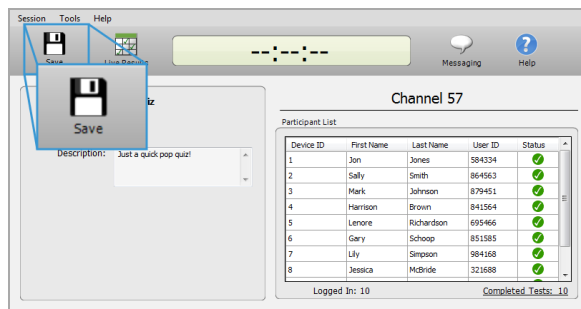 Session Tools Help
--:--:--
Save
Messaging
Help
Save
iz
Description: Just a quick pop quiz!
Channel 57
Participant List
Device ID First Name Last Name User ID Status
1 Jon Jones 584334
2 Sally Smith 864563
3 Mark Johnson 879451
4 Harrison Brown 841564
5 Lenore Richardson 695466
6 Gary Schoop 851585
7 Lily Simpson 984168
8 Jessica McBride 321688
Logged In: 10 Completed Tests: 10